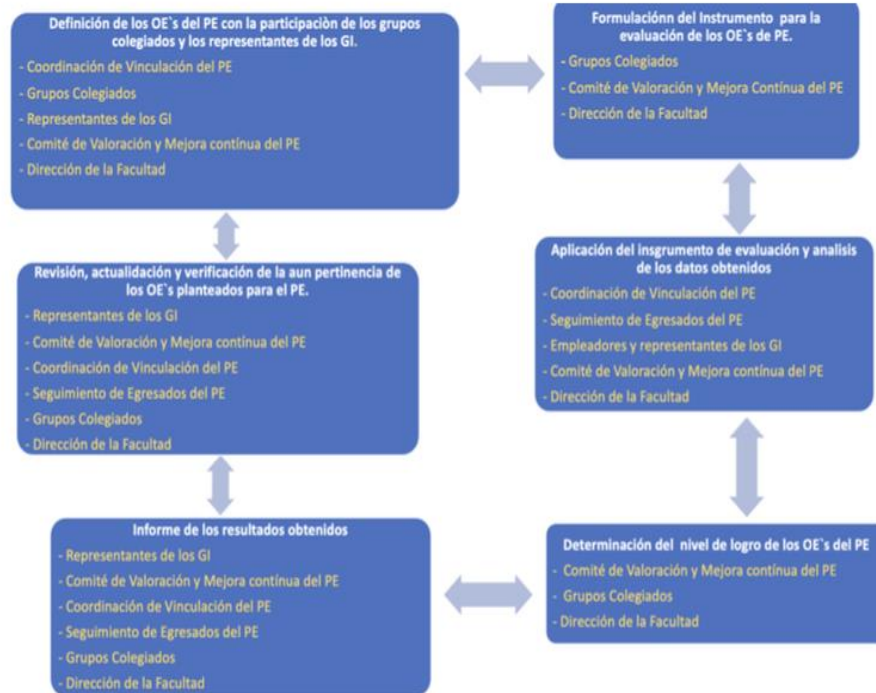 Definición de los OE`s del PE con la participaciòn de los grupos
colegiados y los representantes de los GI.
- Coordinación de Vinculación del PE
- Grupos Colegiados
- Representantes de los GI
- Comité de Valoración y Mejora contínua del PE
- Dirección de la Facultad
Formulaciónn del Instrumento para la
evaluación de los OE`s de PE.
- Grupos Colegiados
- Comité de Valoración y Mejora Contínua del PE
- Dirección de la Facultad
Revisión, actualidación y verificación de la aun pertinencia de
los OE`s planteados para el PE.
- Representantes de los GI
- Comité de Valoración y Mejora contínua del PE
- Coordinación de Vinculación del PE
- Seguimiento de Egresados del PE
- Grupos Colegiados
- Dirección de la Facultad
Aplicación del insgrumento de evaluación y analisis
de los datos obtenidos
- Coordinación de Vinculación del PE
- Seguimiento de Egresados del PE
- Empleadores y representantes de los GI
- Comité de Valoración y Mejora contínua del PE
- Dirección de la Facultad
Informe de los resultados obtenidos
- Representantes de los GI
- Comité de Valoración y Mejora contínua del PE
- Coordinación de Vinculación del PE
- Seguimiento de Egresados del PE
- Grupos Colegiados
- Dirección de la Facultad
Determinación del nivel de logro de los OE`s del PE
- Comité de Valoración y Mejora contínua del PE
- Grupos Colegiados
- Dirección de la Facultad